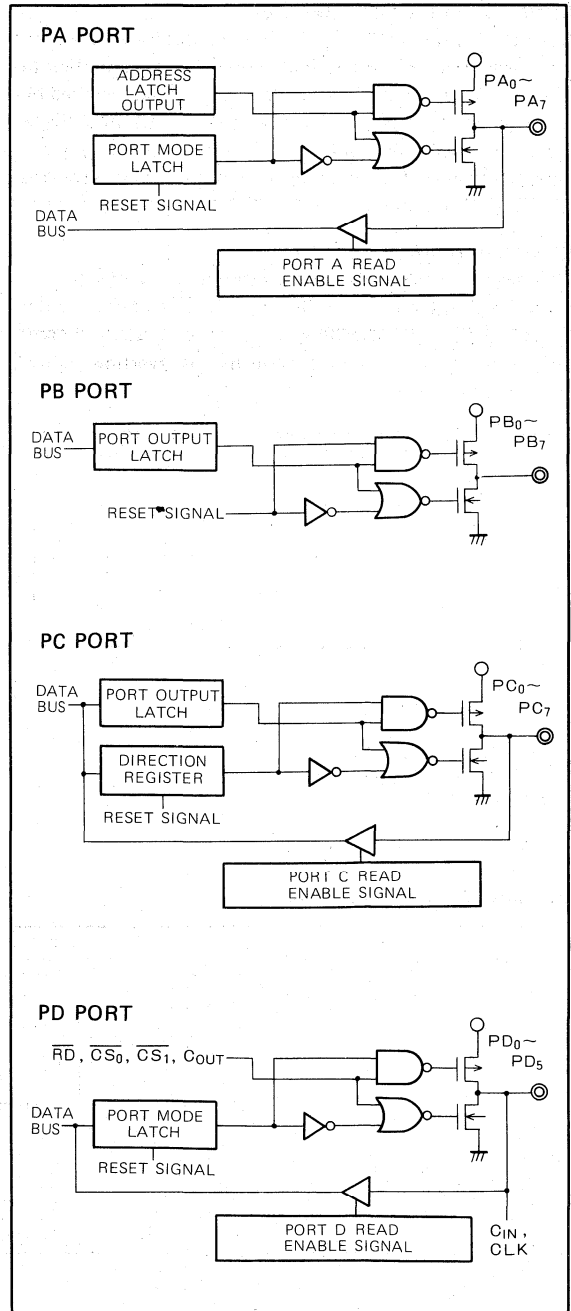 PA PORT
ADDRESS
LATCH
OUTPUT
PA₀~
PA₇
PORT MODE
LATCH
RESET SIGNAL
DATA
BUS
PORT A READ
ENABLE SIGNAL
PB PORT
DATA
BUS
PORT OUTPUT
LATCH
PB₀~
PB₇
RESET SIGNAL
PC PORT
DATA
BUS
PORT OUTPUT
LATCH
PC₀~
PC₇
DIRECTION
REGISTER
RESET SIGNAL
PORT C READ
ENABLE SIGNAL
PD PORT
R̅D̅, C̅S̅₀, C̅S̅₁, COUT
PD₀~
PD₅
DATA
BUS
PORT MODE
LATCH
RESET SIGNAL
PORT D READ
ENABLE SIGNAL
CIN,
CLK